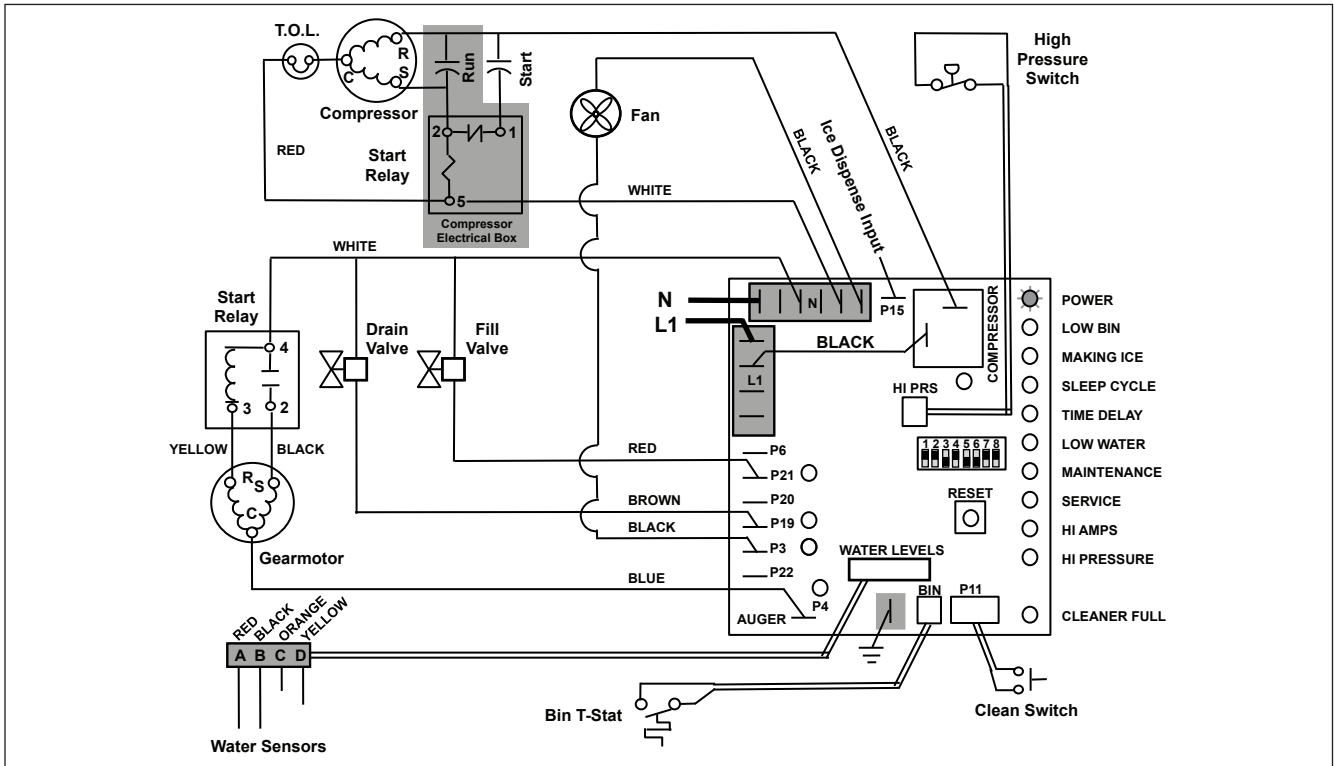 T.O.L.
R
C
S
Run
Start
Compressor
RED
2
1
Start
Relay
5
Compressor
Electrical Box
WHITE
Fan
BLACK
Ice Dispense Input
BLACK
High
Pressure
Switch
WHITE
Start
Relay
4
3
2
YELLOW
BLACK
R
S
C
Gearmotor
Drain
Valve
Fill
Valve
N
L1
N
L1
BLACK
P15
COMPRESSOR
HI PRS
1 2 3 4 5 6 7 8
RESET
POWER
LOW BIN
MAKING ICE
SLEEP CYCLE
TIME DELAY
LOW WATER
MAINTENANCE
SERVICE
HI AMPS
HI PRESSURE
CLEANER FULL
RED
BROWN
BLACK
BLUE
P6
P21
P20
P19
P3
P22
P4
AUGER
WATER LEVELS
BIN
P11
RED
BLACK
ORANGE
YELLOW
A B C D
Water Sensors
Bin T-Stat
Clean Switch